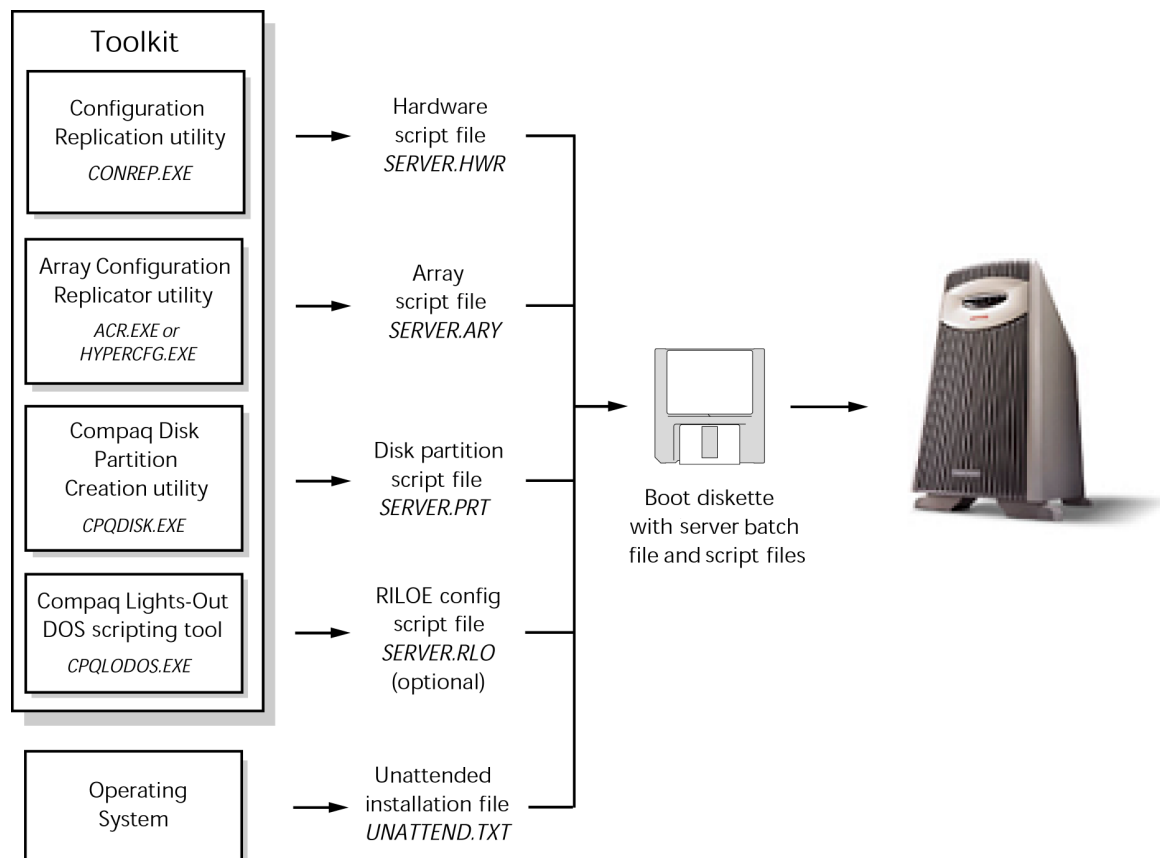 Toolkit
Configuration
Replication utility
CONREP.EXE
Hardware
script file
SERVER.HWR
Array Configuration
Replicator utility
ACR.EXE or
HYPERCFG.EXE
Array
script file
SERVER.ARY
Compaq Disk
Partition
Creation utility
CPQDISK.EXE
Disk partition
script file
SERVER.PRT
Compaq Lights-Out
DOS scripting tool
CPQLODOS.EXE
RILOE config
script file
SERVER.RLO
(optional)
Operating
System
Unattended
installation file
UNATTEND.TXT
Boot diskette
with server batch
file and script files